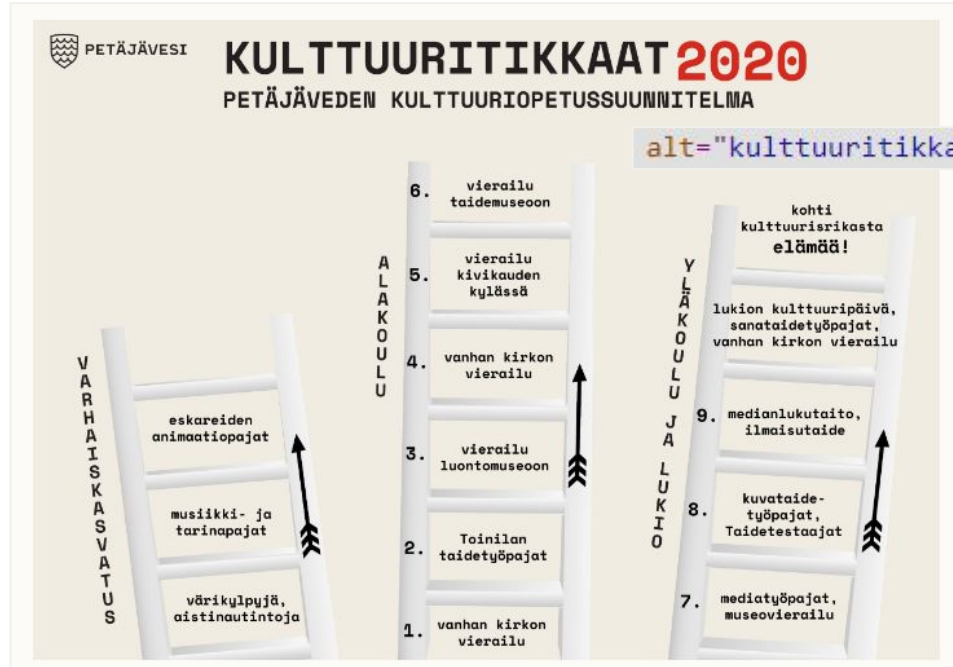 PETÄJÄVESI
KULTTUURITIKKAAT 2020
PETÄJÄVEDEN KULTTUURIOPETUSSUUNNITELMA
alt="kulttuuritikka
VARHAISKASVATUS
eskareiden
animaatiopajat
musiikki- ja
tarinapajat
värikylpyjä,
aistinautintoja
ALAKOULU
6. vierailu
taidemuseoon
5. vierailu
kivikauden
kylässä
4. vanhan kirkon
vierailu
3. vierailu
luontomuseoon
2. Toinilan
taidetyöpajat
1. vanhan kirkon
vierailu
YLÄKOULU JA LUKIO
kohti
kulttuurisrikasta
elämää!
lukion kulttuuripäivä,
sanataidetyöpajat,
vanhan kirkon vierailu
9. medianlukutaito,
ilmaisutaide
8. kuvataide-
työpajat,
Taidetestaajat
7. mediatyöpajat,
museovierailu